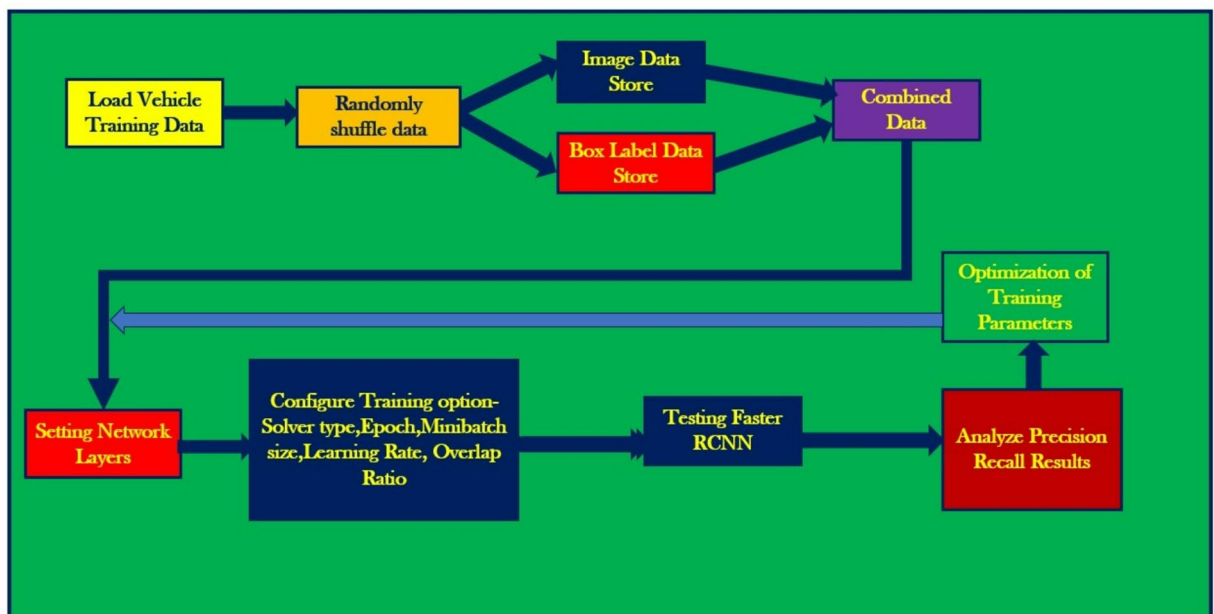 Load Vehicle
Training Data
Randomly
shuffle data
Image Data
Store
Box Label Data
Store
Combined
Data
Optimization of
Training
Parameters
Setting Network
Layers
Configure Training option-
Solver type,Epoch,Minibatch
size,Learning Rate, Overlap
Ratio
Testing Faster
RCNN
Analyze Precision
Recall Results